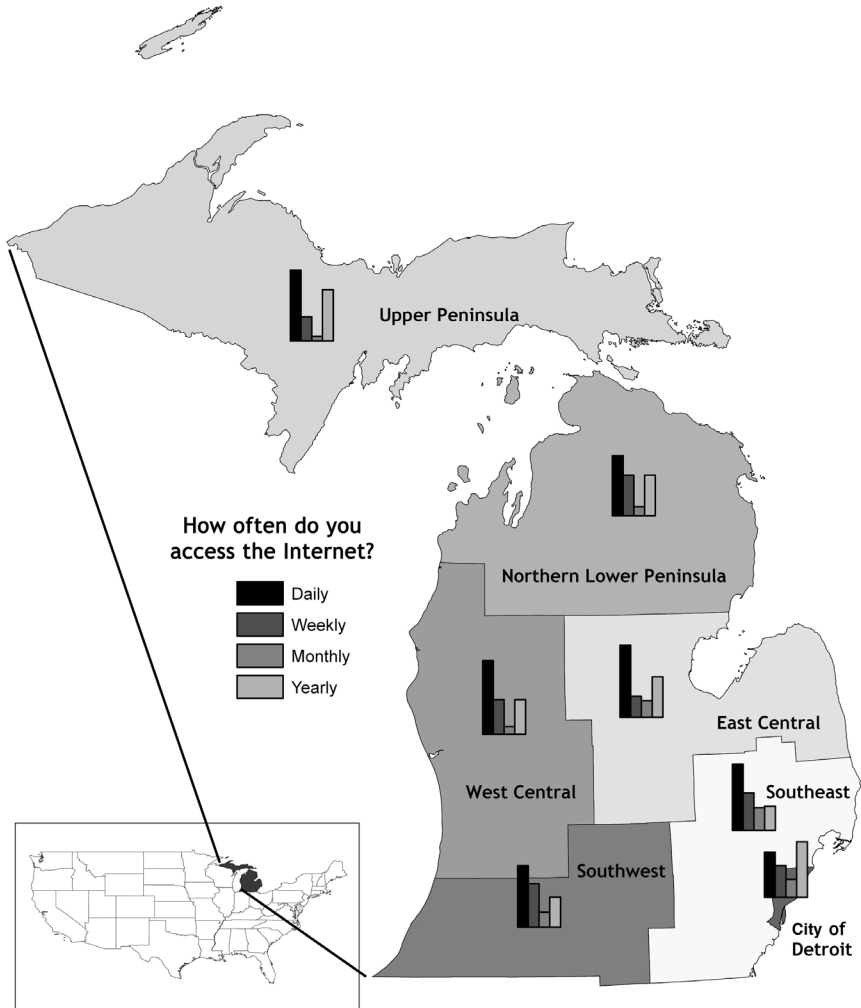 Upper Peninsula
How often do you
access the Internet?
Daily
Weekly
Monthly
Yearly
Northern Lower Peninsula
East Central
West Central
Southeast
Southwest
City of
Detroit